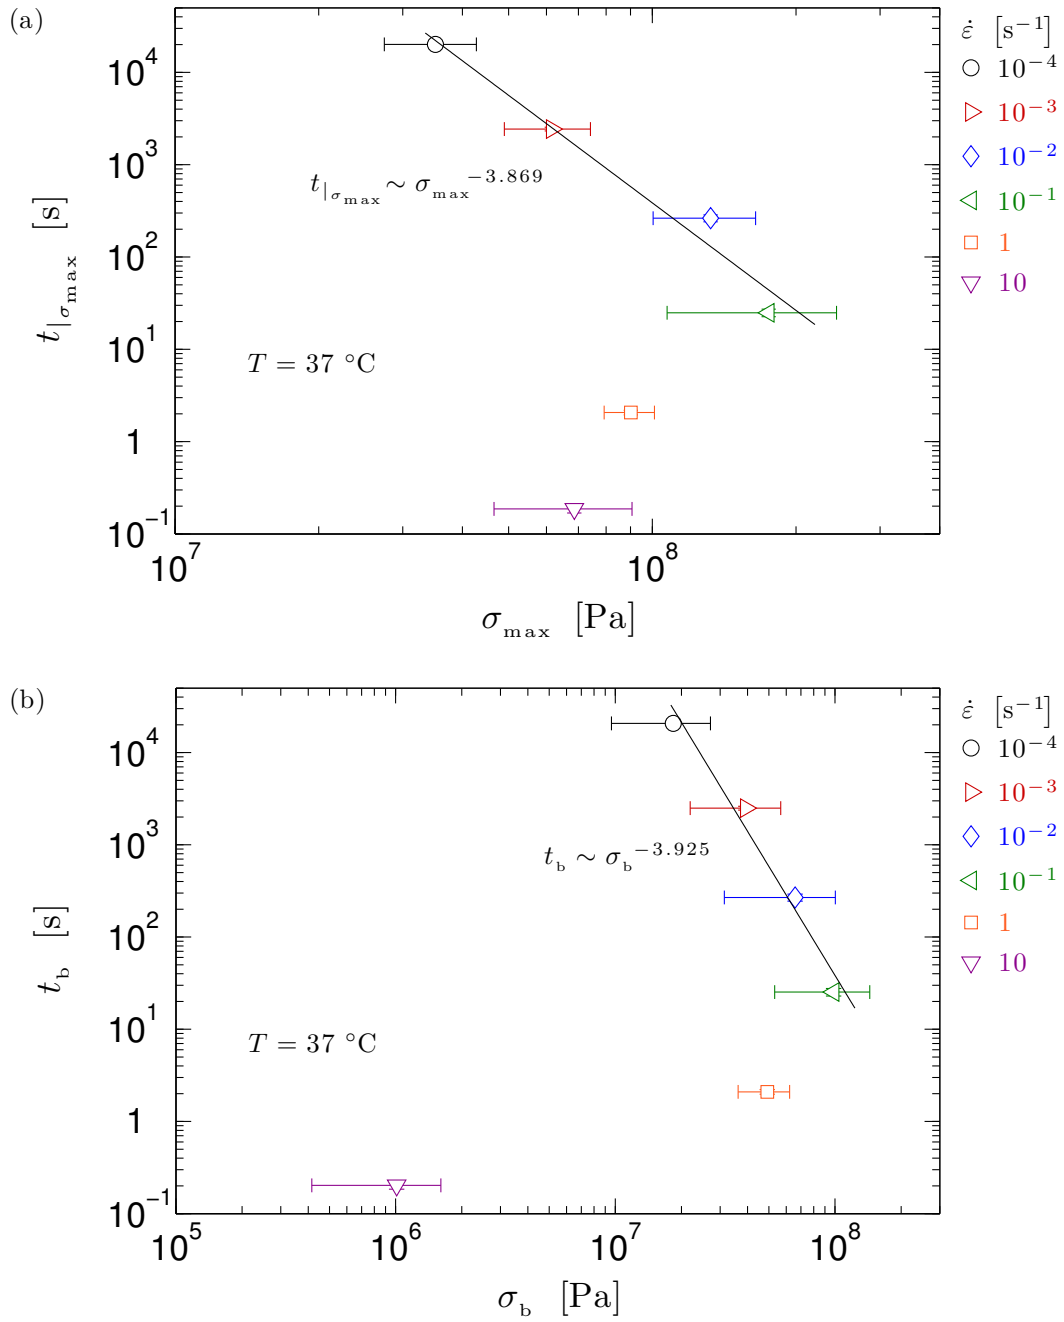 (a)
ε̇ [s⁻¹]
10⁻⁴
10⁻³
10⁻²
10⁻¹
1
10
t|σmax [s]
10⁴
10³
10²
10¹
1
10⁻¹
t|σmax ∼ σmax⁻³·⁸⁶⁹
T = 37 °C
10⁷ 10⁸
σmax [Pa]
(b)
ε̇ [s⁻¹]
10⁻⁴
10⁻³
10⁻²
10⁻¹
1
10
tb [s]
10⁴
10³
10²
10¹
1
10⁻¹
tb ∼ σb⁻³·⁹²⁵
T = 37 °C
10⁵ 10⁶ 10⁷ 10⁸
σb [Pa]